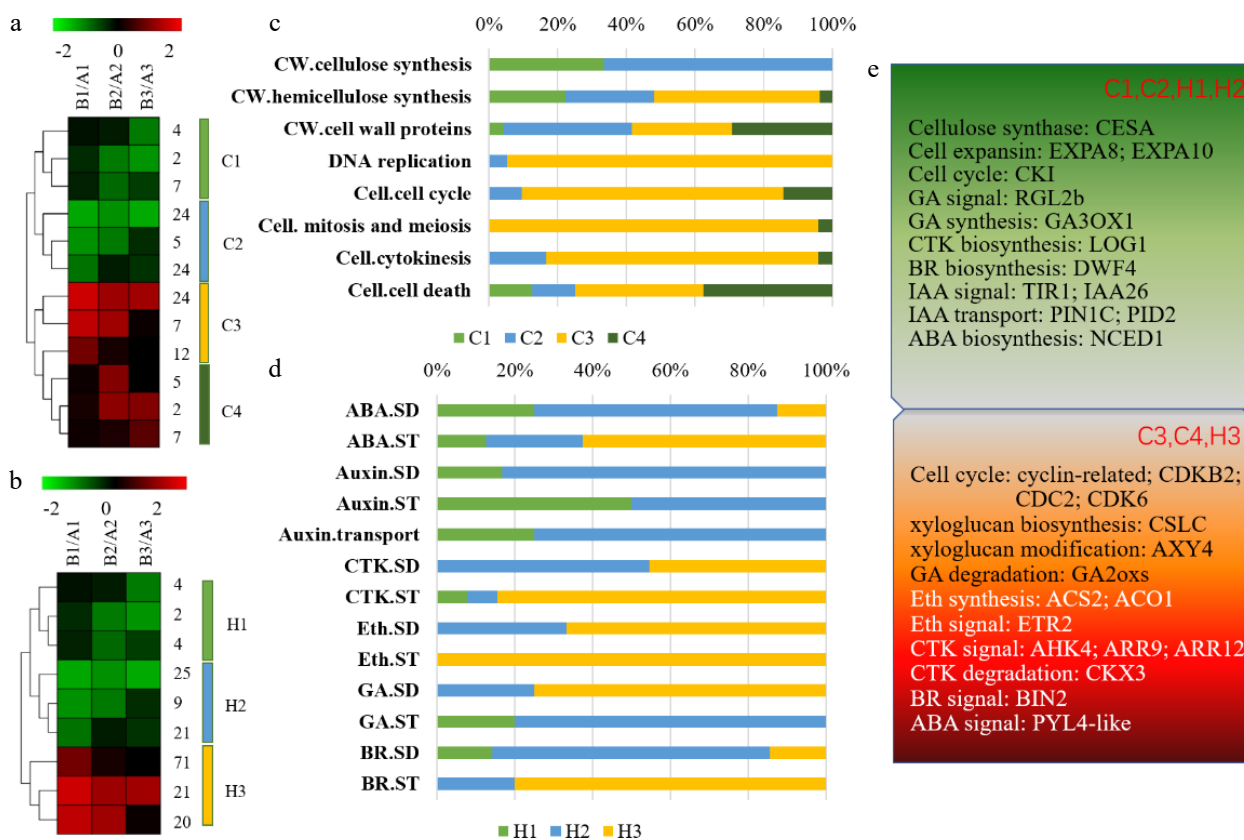 a
-2 0 2
B1/A1
B2/A2
B3/A3
4
2
7
24
5
24
24
7
12
5
2
7
C1
C2
C3
C4
b
-2 0 2
B1/A1
B2/A2
B3/A3
4
2
4
25
9
21
71
21
20
H1
H2
H3
c
0% 20% 40% 60% 80% 100%
CW.cellulose synthesis
CW.hemicellulose synthesis
CW.cell wall proteins
DNA replication
Cell.cell cycle
Cell. mitosis and meiosis
Cell.cytokinesis
Cell.cell death
C1 C2 C3 C4
d
0% 20% 40% 60% 80% 100%
ABA.SD
ABA.ST
Auxin.SD
Auxin.ST
Auxin.transport
CTK.SD
CTK.ST
Eth.SD
Eth.ST
GA.SD
GA.ST
BR.SD
BR.ST
H1 H2 H3
e
C1,C2,H1,H2
Cellulose synthase: CESA
Cell expansin: EXPA8; EXPA10
Cell cycle: CKI
GA signal: RGL2b
GA synthesis: GA3OX1
CTK biosynthesis: LOG1
BR biosynthesis: DWF4
IAA signal: TIR1; IAA26
IAA transport: PIN1C; PID2
ABA biosynthesis: NCED1
C3,C4,H3
Cell cycle: cyclin-related; CDKB2;
CDC2; CDK6
xyloglucan biosynthesis: CSLC
xyloglucan modification: AXY4
GA degradation: GA2oxs
Eth synthesis: ACS2; ACO1
Eth signal: ETR2
CTK signal: AHK4; ARR9; ARR12
CTK degradation: CKX3
BR signal: BIN2
ABA signal: PYL4-like